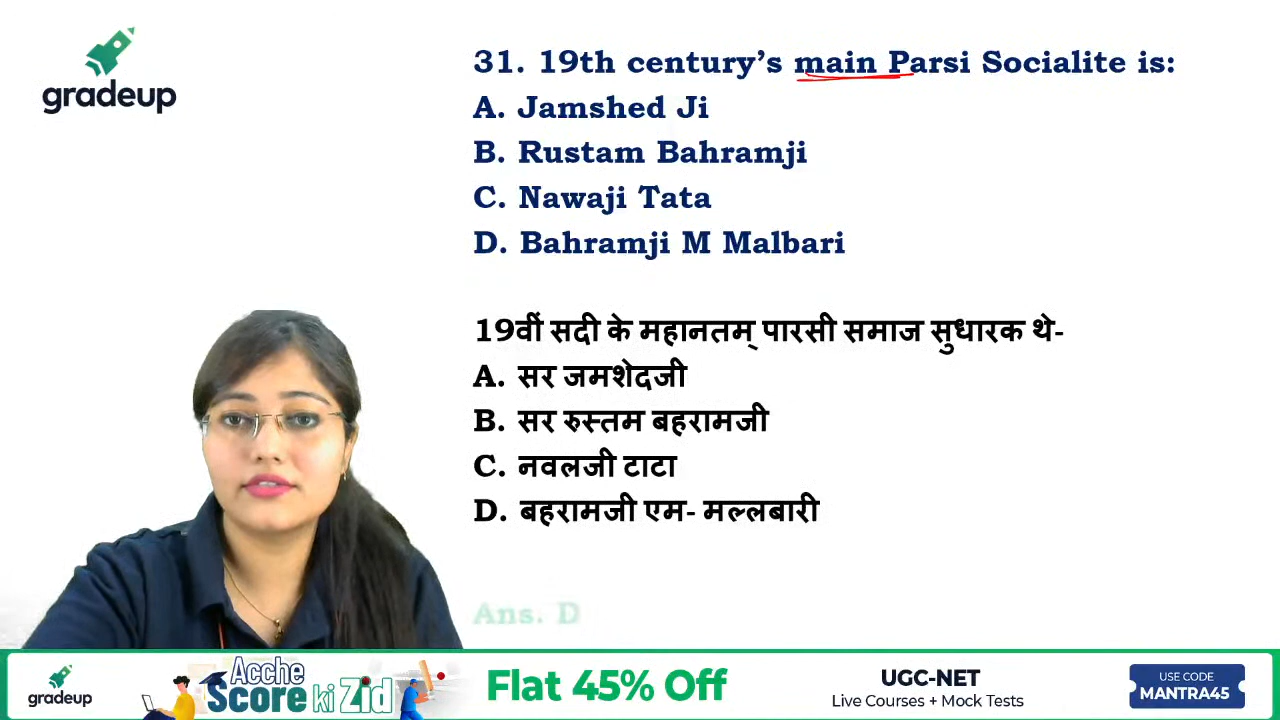 gradeup
31. 19th century’s main Parsi Socialite is:
A. Jamshed Ji
B. Rustam Bahramji
C. Nawaji Tata
D. Bahramji M Malbari
19वीं सदी के महानतम् पारसी समाज सुधारक थे-
A. सर जमशेदजी
B. सर रुस्तम बहरामजी
C. नवलजी टाटा
D. बहरामजी एम- मल्लबारी
Ans. D
gradeup
Acche
Score ki Zid
Flat 45% Off
UGC-NET
Live Courses + Mock Tests
USE CODE
MANTRA45